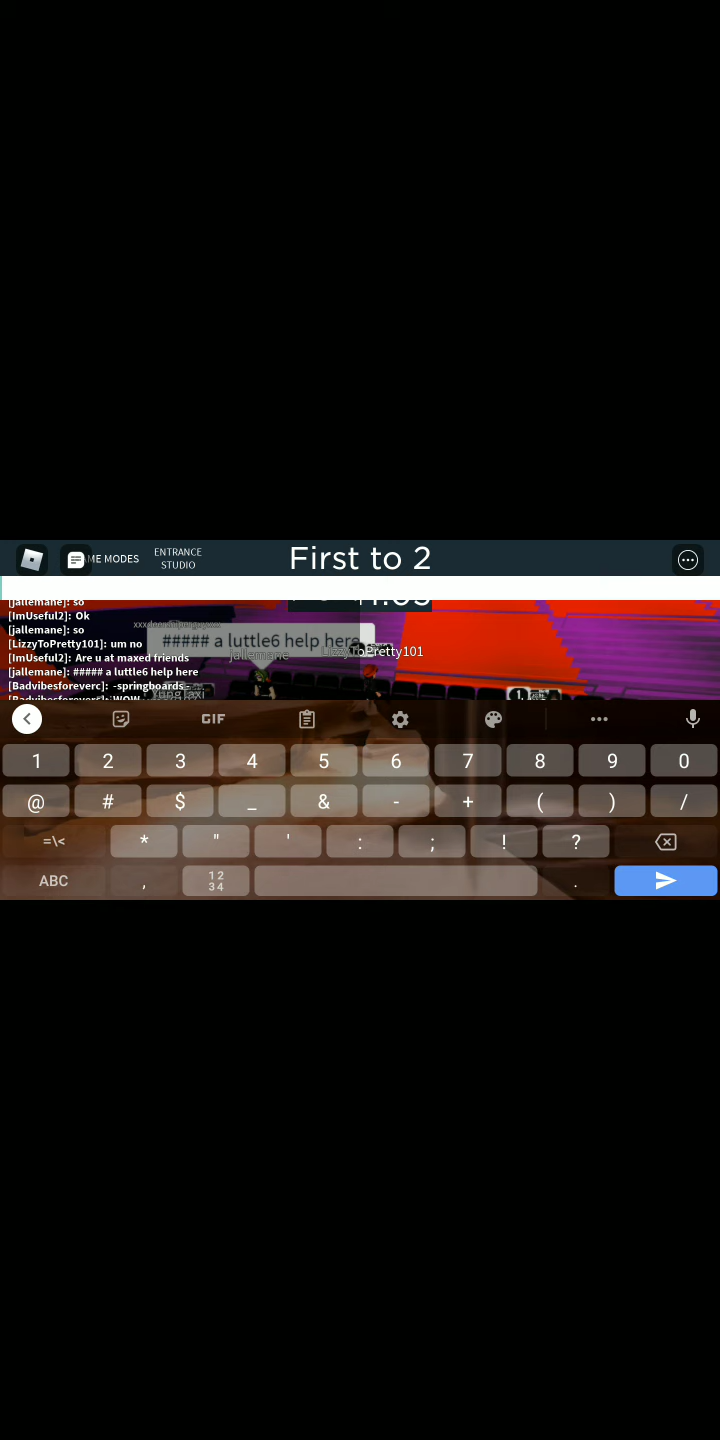 ME MODES
ENTRANCE
STUDIO
First to 2
[jallemane]: so
[ImUseful2]: Ok
[jallemane]: so
[LizzyToPretty101]: um no
[ImUseful2]: Are u at maxed friends
[jallemane]: ##### a luttle6 help here
[Badvibesforeverc]: -springboards
##### a luttle6 help here
jallemane
LizzyToPretty101
GIF
1 2 3 4 5 6 7 8 9 0
@ # $ _ & - + ( ) /
=\< * " ' : ; ! ?
ABC , 12 .
34